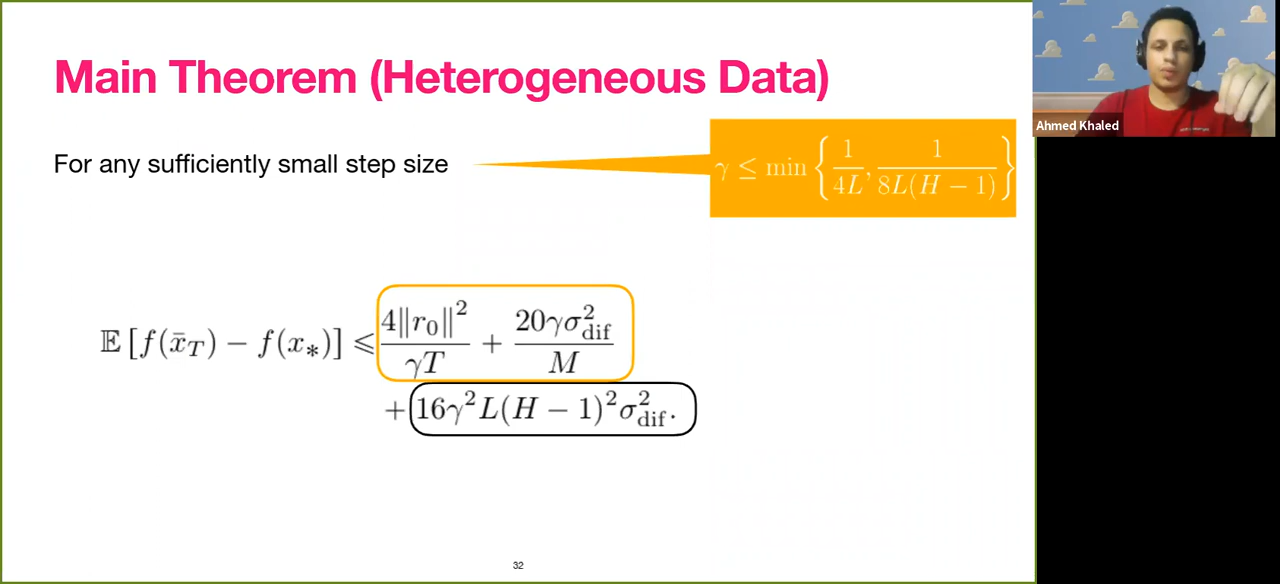 Main Theorem (Heterogeneous Data)
Ahmed Khaled
For any sufficiently small step size
γ ≤ min { 1/4L, 1/8L(H − 1) }
𝔼 [f(x̄_T) − f(x_*)] ⩽ 4‖r₀‖²/γT + 20γσ²_dif/M
+ 16γ²L(H − 1)²σ²_dif.
32